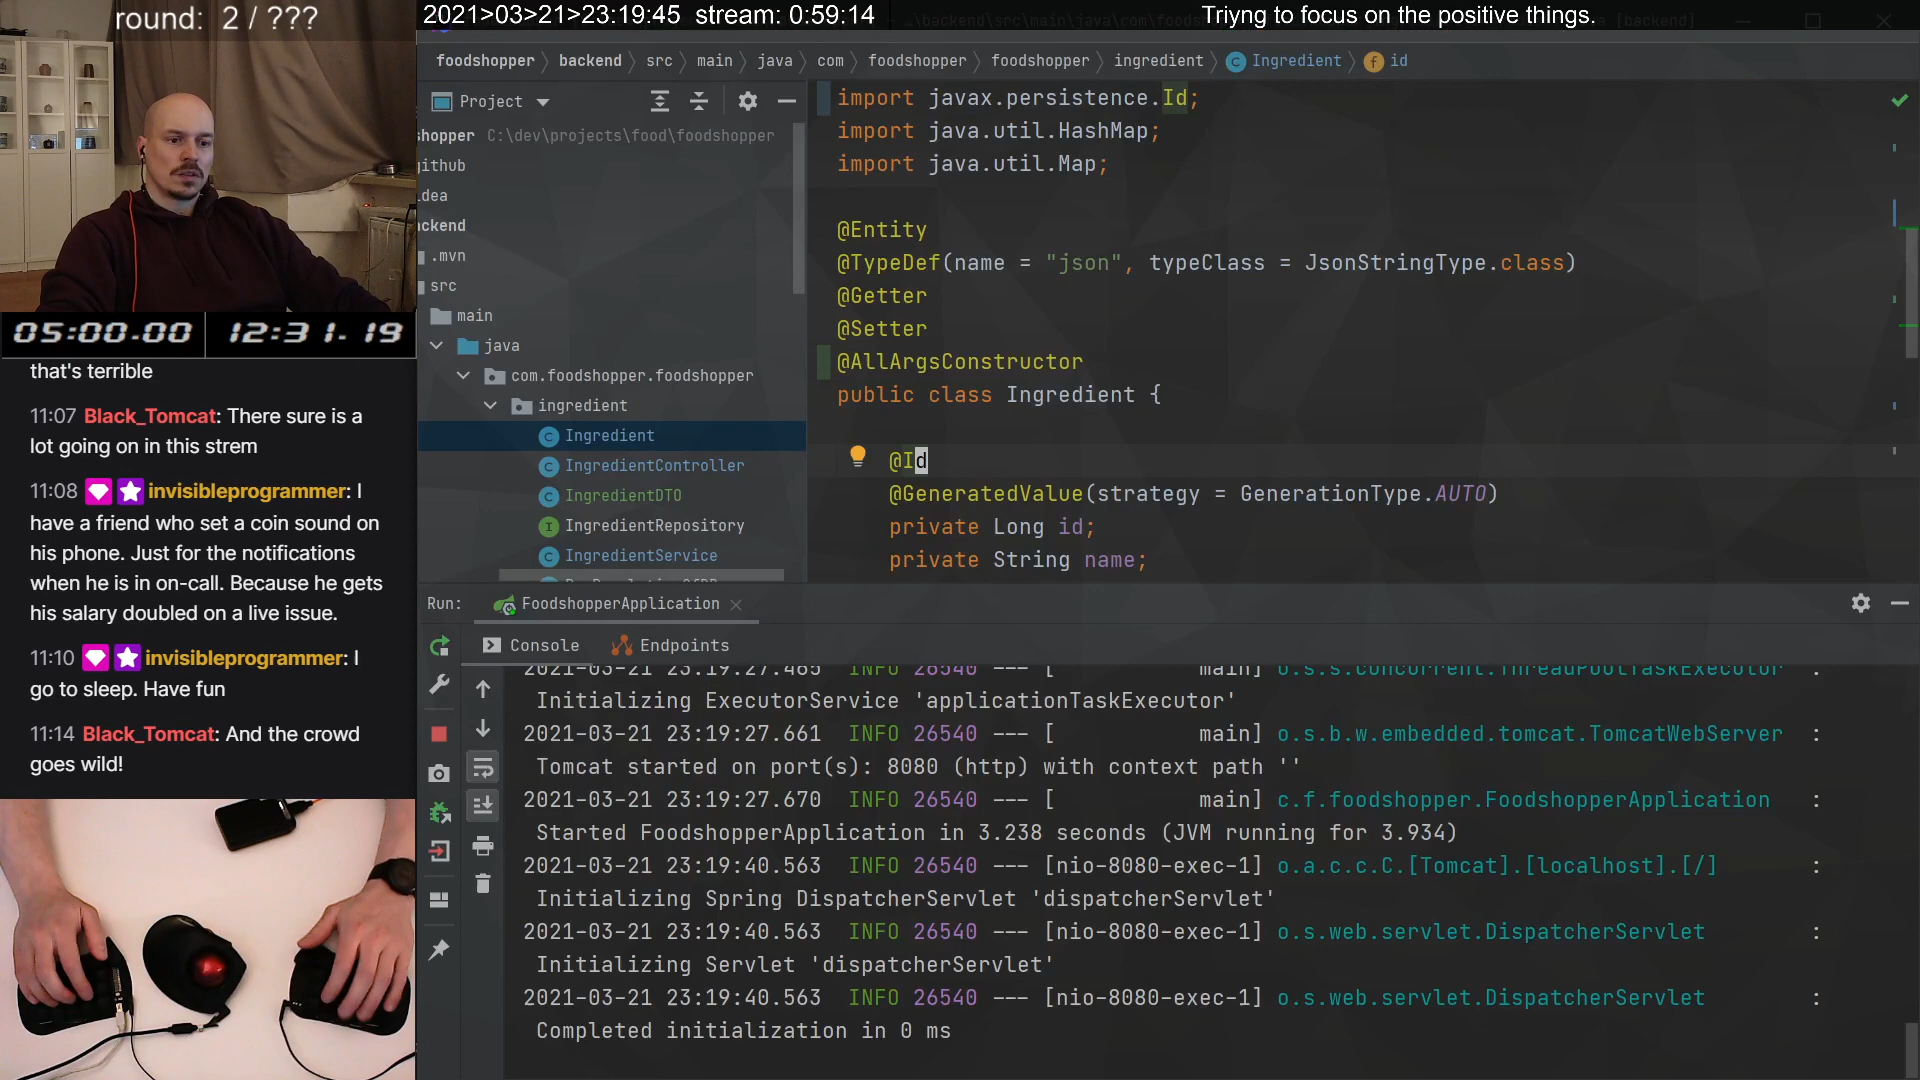 round: 2 / ???
2021>03>21>23:19:45 stream: 0:59:14
Triyng to focus on the positive things.
foodshopper backend src main java com foodshopper foodshopper ingredient Ingredient id
Project
hopper C:\dev\projects\food\foodshopper
github
dea
ckend
.mvn
src
main
java
com.foodshopper.foodshopper
ingredient
Ingredient
IngredientController
IngredientDTO
IngredientRepository
IngredientService
import javax.persistence.Id;
import java.util.HashMap;
import java.util.Map;
@Entity
@TypeDef(name = "json", typeClass = JsonStringType.class)
@Getter
@Setter
@AllArgsConstructor
public class Ingredient {
@Id
@GeneratedValue(strategy = GenerationType.AUTO)
private Long id;
private String name;
05:00.00 12:31.19
that's terrible
11:07 Black_Tomcat: There sure is a
lot going on in this strem
11:08 invisibleprogrammer: I
have a friend who set a coin sound on
his phone. Just for the notifications
when he is in on-call. Because he gets
his salary doubled on a live issue.
11:10 invisibleprogrammer: I
go to sleep. Have fun
11:14 Black_Tomcat: And the crowd
goes wild!
Run: FoodshopperApplication
Console Endpoints
2021-03-21 23:19:27.465 INFO 26540 --- [ main] o.s.s.concurrent.ThreadPoolTaskExecutor :
Initializing ExecutorService 'applicationTaskExecutor'
2021-03-21 23:19:27.661 INFO 26540 --- [ main] o.s.b.w.embedded.tomcat.TomcatWebServer :
Tomcat started on port(s): 8080 (http) with context path ''
2021-03-21 23:19:27.670 INFO 26540 --- [ main] c.f.foodshopper.FoodshopperApplication :
Started FoodshopperApplication in 3.238 seconds (JVM running for 3.934)
2021-03-21 23:19:40.563 INFO 26540 --- [nio-8080-exec-1] o.a.c.c.C.[Tomcat].[localhost].[/] :
Initializing Spring DispatcherServlet 'dispatcherServlet'
2021-03-21 23:19:40.563 INFO 26540 --- [nio-8080-exec-1] o.s.web.servlet.DispatcherServlet :
Initializing Servlet 'dispatcherServlet'
2021-03-21 23:19:40.563 INFO 26540 --- [nio-8080-exec-1] o.s.web.servlet.DispatcherServlet :
Completed initialization in 0 ms